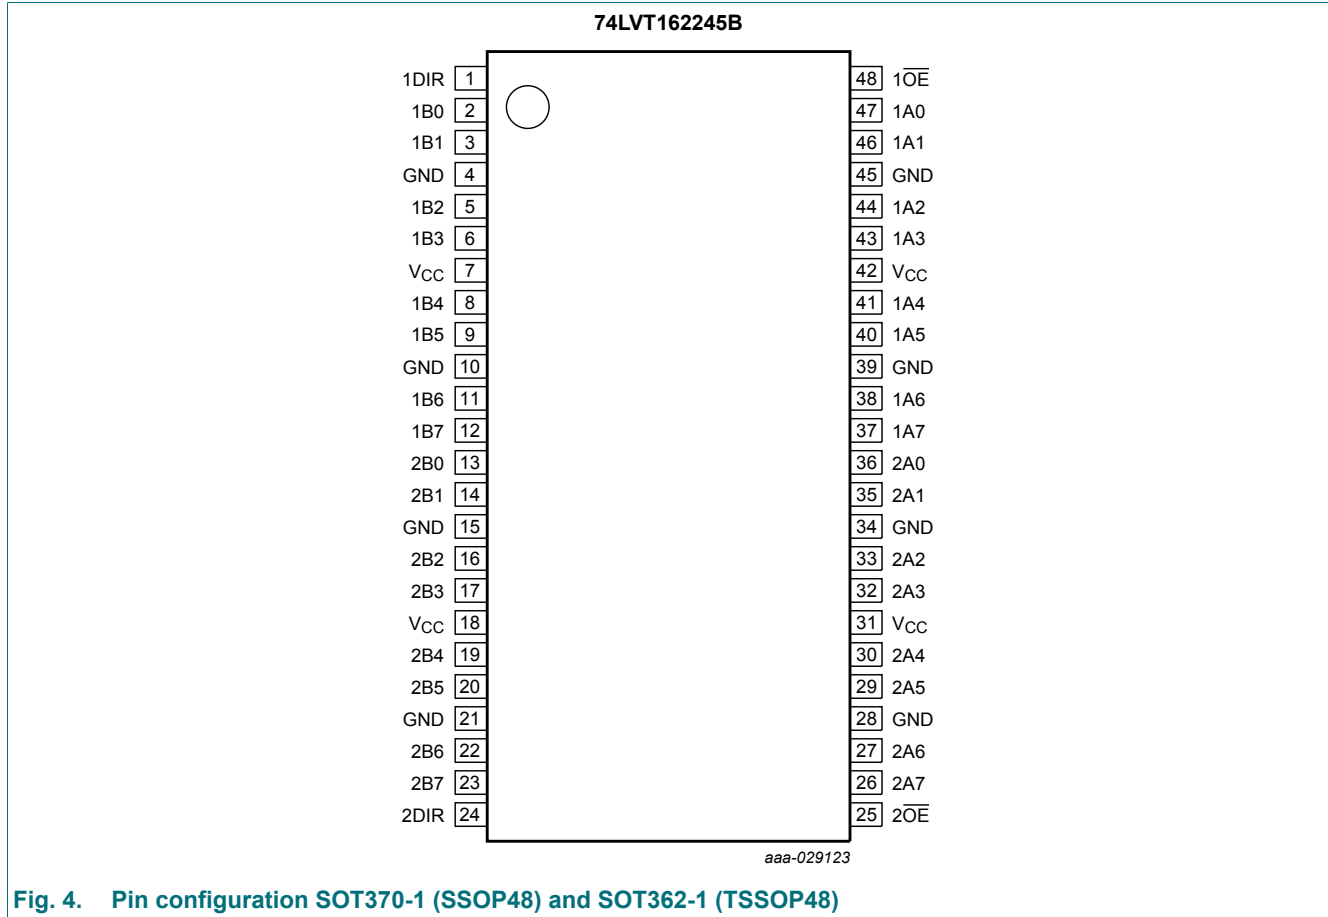 74LVT162245B
1DIR 1 48 1O̅E̅
1B0 2 47 1A0
1B1 3 46 1A1
GND 4 45 GND
1B2 5 44 1A2
1B3 6 43 1A3
VCC 7 42 VCC
1B4 8 41 1A4
1B5 9 40 1A5
GND 10 39 GND
1B6 11 38 1A6
1B7 12 37 1A7
2B0 13 36 2A0
2B1 14 35 2A1
GND 15 34 GND
2B2 16 33 2A2
2B3 17 32 2A3
VCC 18 31 VCC
2B4 19 30 2A4
2B5 20 29 2A5
GND 21 28 GND
2B6 22 27 2A6
2B7 23 26 2A7
2DIR 24 25 2O̅E̅
aaa-029123
Fig. 4. Pin configuration SOT370-1 (SSOP48) and SOT362-1 (TSSOP48)